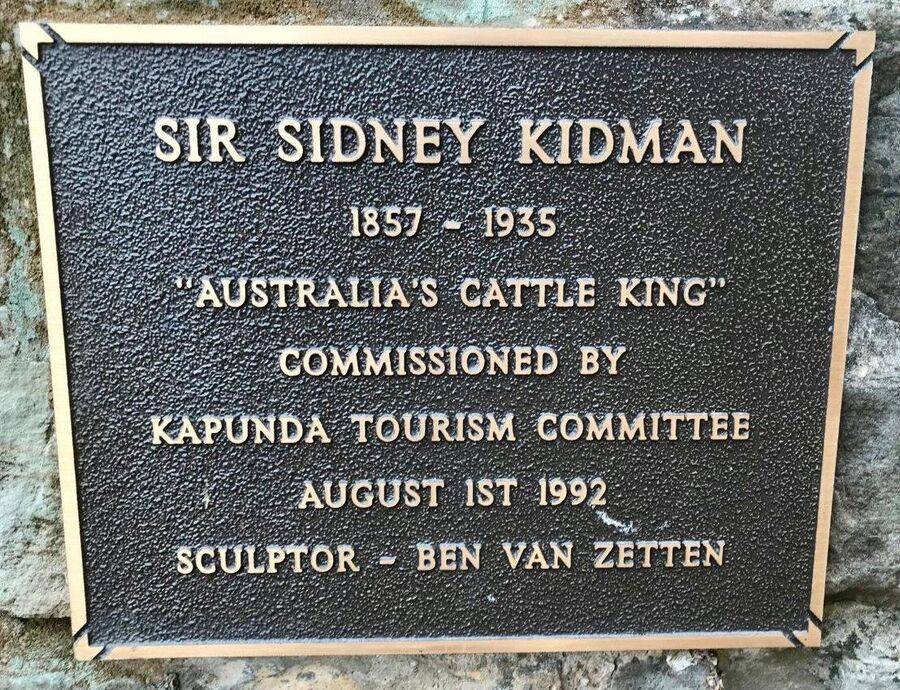 SIR SIDNEY KIDMAN
1857 - 1935
"AUSTRALIA'S CATTLE KING"
COMMISSIONED BY
KAPUNDA TOURISM COMMITTEE
AUGUST 1ST 1992
SCULPTOR - BEN VAN ZETTEN